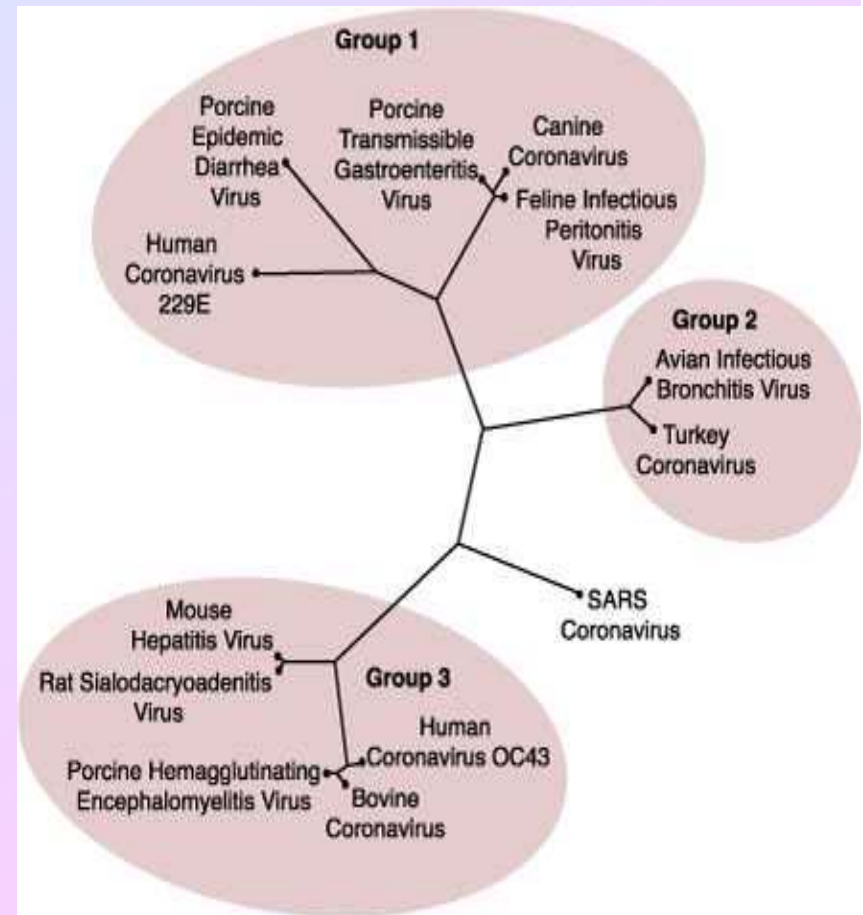 Group 1
Porcine
Epidemic
Diarrhea
Virus
Porcine
Transmissible
Gastroenteritis
Virus
Canine
Coronavirus
Feline Infectious
Peritonitis
Virus
Human
Coronavirus
229E
Group 2
Avian Infectious
Bronchitis Virus
Turkey
Coronavirus
SARS
Coronavirus
Mouse
Hepatitis Virus
Rat Sialodacryoadenitis
Virus
Group 3
Human
Coronavirus OC43
Porcine Hemagglutinating
Encephalomyelitis Virus
Bovine
Coronavirus